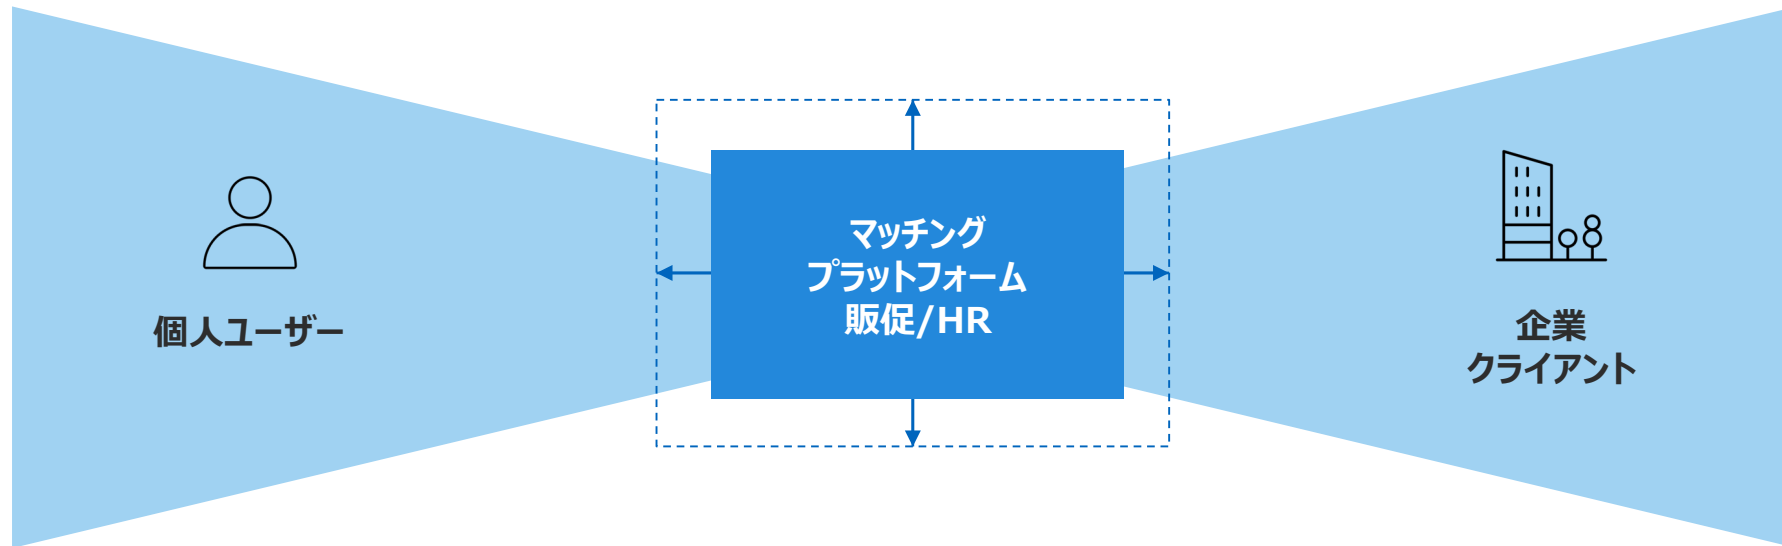 個人ユーザー
マッチング
プラットフォーム
販促/HR
企業
クライアント